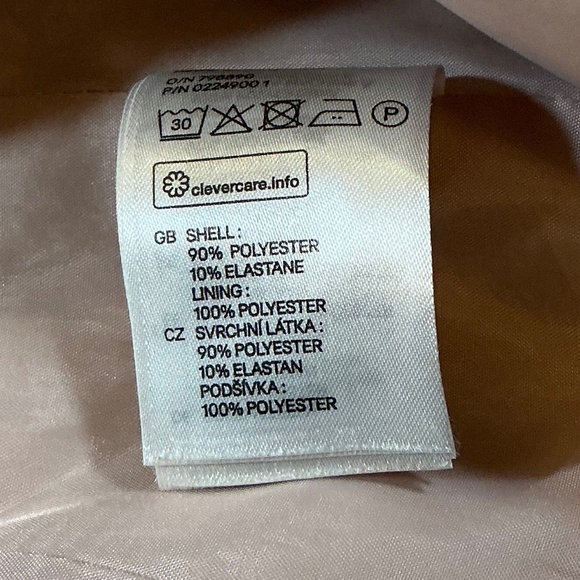 O/N 798890
P/N 0224900 1
30
P
clevercare.info
GB SHELL:
90% POLYESTER
10% ELASTANE
LINING:
100% POLYESTER
CZ SVRCHNÍ LÁTKA:
90% POLYESTER
10% ELASTAN
PODŠÍVKA:
100% POLYESTER